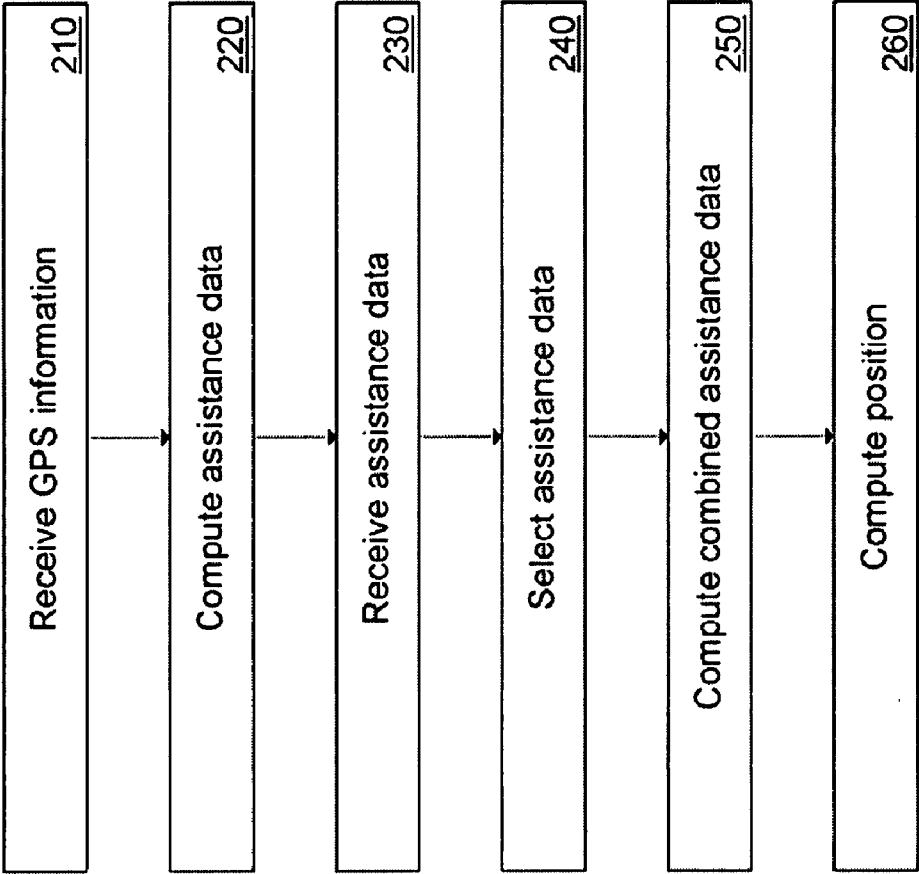 Receive GPS information 210
Compute assistance data 220
Receive assistance data 230
Select assistance data 240
Compute combined assistance data 250
Compute position 260